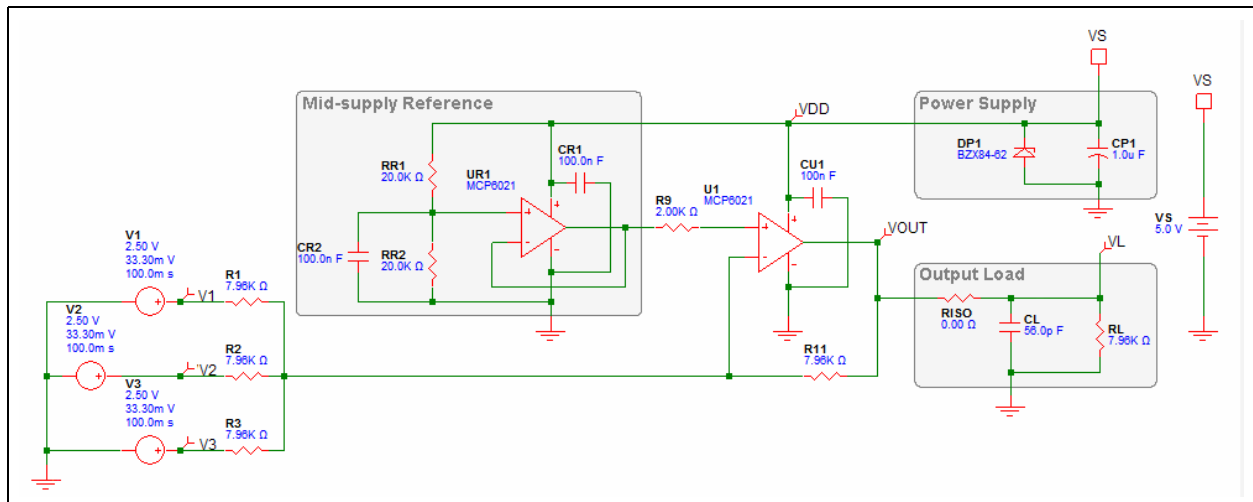 VS
VS
Mid-supply Reference
VDD
Power Supply
CR1
100.0n F
RR1
20.0K Ω
UR1
MCP6021
CU1
100n F
DP1
BZX84-62
CP1
1.0u F
U1
MCP6021
R9
2.00K Ω
VS
5.0 V
VOUT
V1
2.50 V
33.30m V
100.0m s
CR2
100.0n F
RR2
20.0K Ω
VL
Output Load
R1
7.96K Ω
V1
V2
2.50 V
33.30m V
100.0m s
RISO
0.00 Ω
CL
56.0p F
RL
7.96K Ω
R2
7.96K Ω
V2
R11
7.96K Ω
V3
2.50 V
33.30m V
100.0m s
R3
7.96K Ω
V3